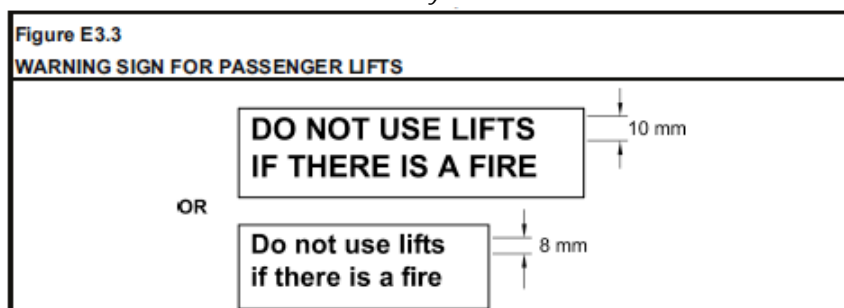 Figure E3.3
WARNING SIGN FOR PASSENGER LIFTS
DO NOT USE LIFTS
IF THERE IS A FIRE
10 mm
OR
Do not use lifts
if there is a fire
8 mm